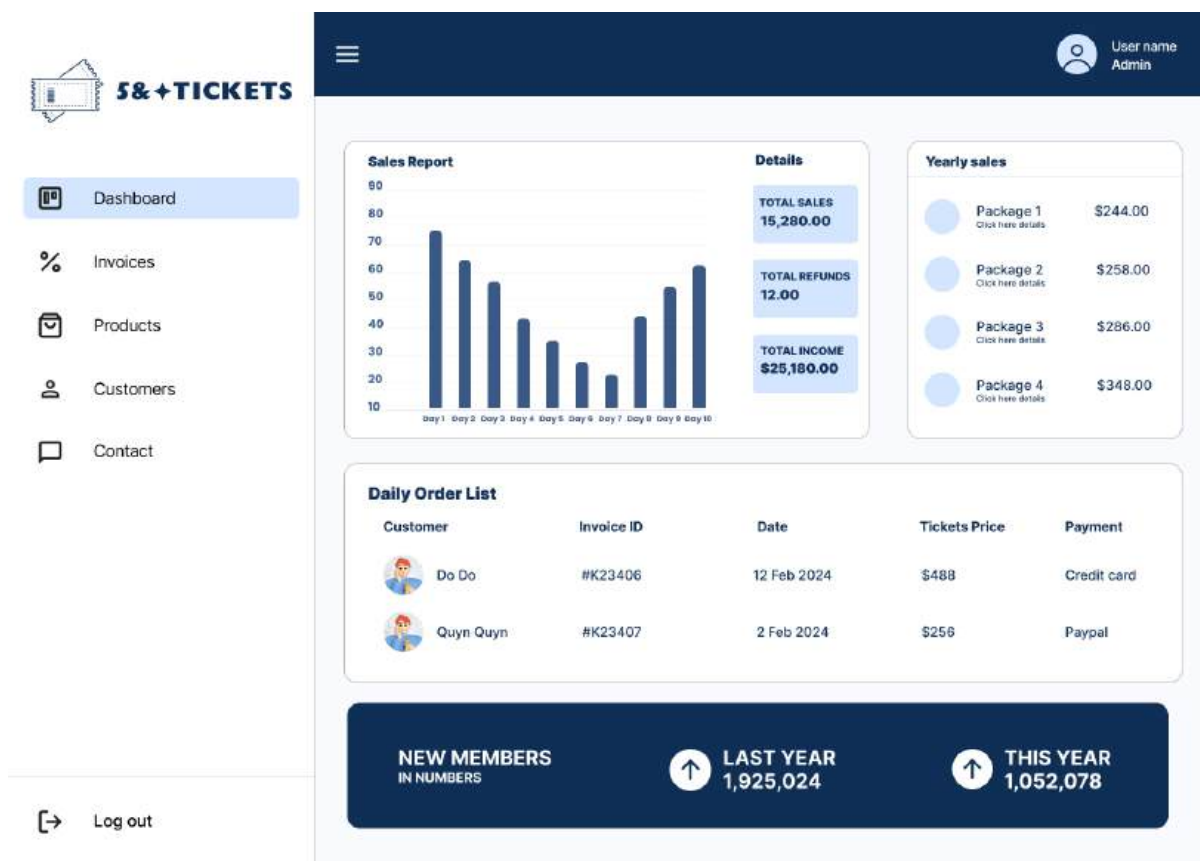 5&✦TICKETS
Dashboard
Invoices
Products
Customers
Contact
Log out
User name
Admin
Sales Report
90
80
70
60
50
40
30
20
10
Day 1 Day 2 Day 3 Day 4 Day 5 Day 6 Day 7 Day 8 Day 9 Day 10
Details
TOTAL SALES
15,280.00
TOTAL REFUNDS
12.00
TOTAL INCOME
$25,180.00
Yearly sales
Package 1 $244.00
Click here details
Package 2 $258.00
Click here details
Package 3 $286.00
Click here details
Package 4 $348.00
Click here details
Daily Order List
Customer Invoice ID Date Tickets Price Payment
Do Do #K23406 12 Feb 2024 $488 Credit card
Quyn Quyn #K23407 2 Feb 2024 $256 Paypal
NEW MEMBERS
IN NUMBERS
LAST YEAR
1,925,024
THIS YEAR
1,052,078